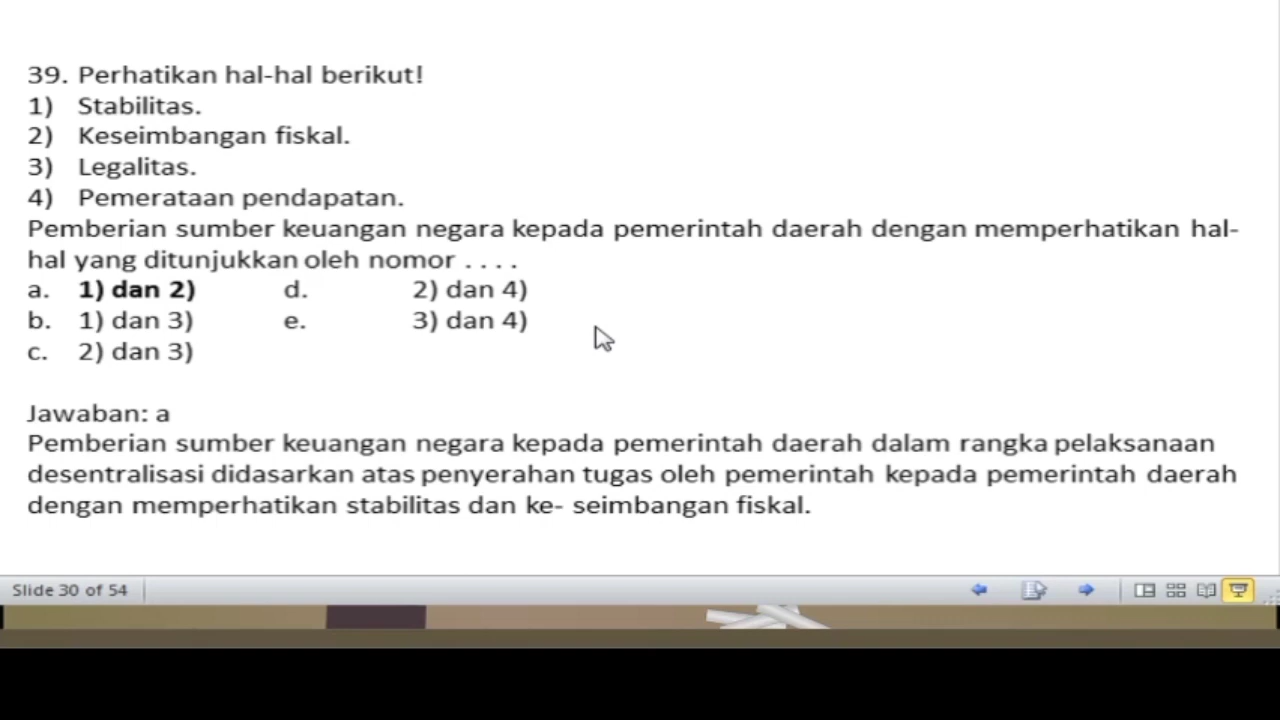 39. Perhatikan hal-hal berikut!
1) Stabilitas.
2) Keseimbangan fiskal.
3) Legalitas.
4) Pemerataan pendapatan.
Pemberian sumber keuangan negara kepada pemerintah daerah dengan memperhatikan hal-
hal yang ditunjukkan oleh nomor . . . .
a. 1) dan 2) d. 2) dan 4)
b. 1) dan 3) e. 3) dan 4)
c. 2) dan 3)
Jawaban: a
Pemberian sumber keuangan negara kepada pemerintah daerah dalam rangka pelaksanaan
desentralisasi didasarkan atas penyerahan tugas oleh pemerintah kepada pemerintah daerah
dengan memperhatikan stabilitas dan ke- seimbangan fiskal.
Slide 30 of 54